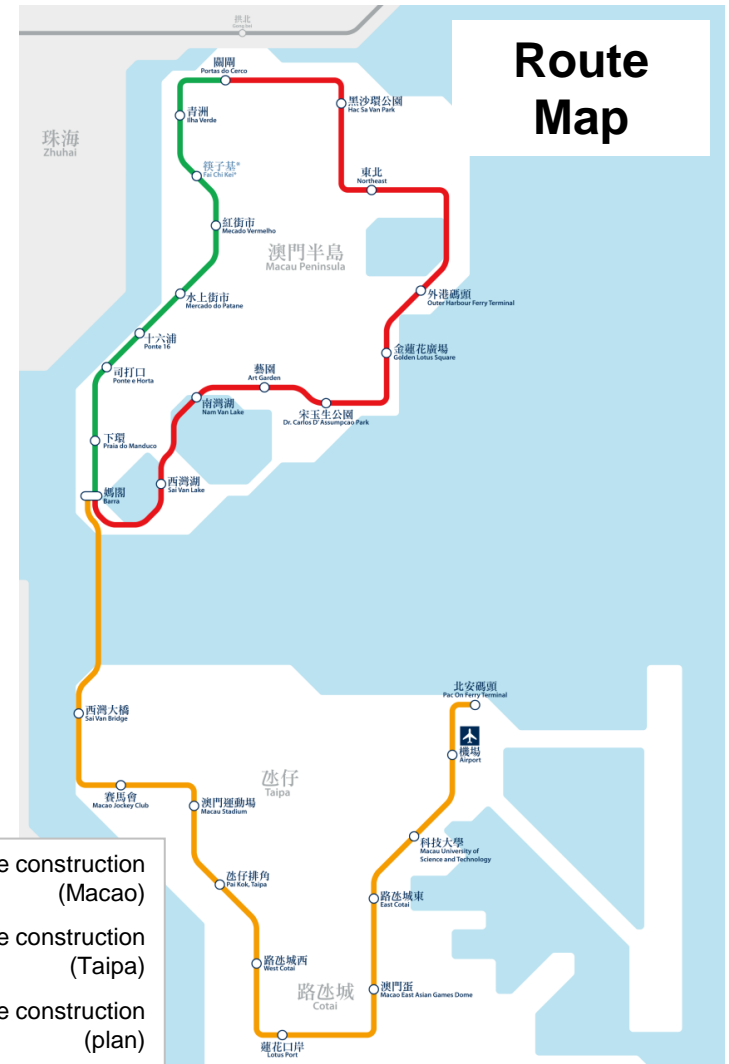 Route
Map
拱北
Gong bei
關閘
Portas do Cerco
青洲
Ilha Verde
黑沙環公園
Hac Sa Van Park
珠海
Zhuhai
筷子基*
Fai Chi Kei*
東北
Northeast
紅街市
Mecado Vermelho
澳門半島
Macau Peninsula
水上街市
Mercado do Patane
外港碼頭
Outer Harbour Ferry Terminal
十六浦
Ponte 16
金蓮花廣場
Golden Lotus Square
司打口
Ponte e Horta
藝園
Art Garden
南灣湖
Nam Van Lake
宋玉生公園
Dr. Carlos D' Assumpcao Park
下環
Praia do Manduco
西灣湖
Sai Van Lake
媽閣
Barra
北安碼頭
Pac On Ferry Terminal
西灣大橋
Sai Van Bridge
機場
Airport
氹仔
Taipa
賽馬會
Macao Jockey Club
澳門運動場
Macau Stadium
科技大學
Macau University of
Science and Technology
氹仔排角
Pai Kok, Taipa
路氹城東
East Cotai
路氹城西
West Cotai
路氹城
Cotai
澳門蛋
Macao East Asian Games Dome
蓮花口岸
Lotus Port
e construction
(Macao)
e construction
(Taipa)
e construction
(plan)